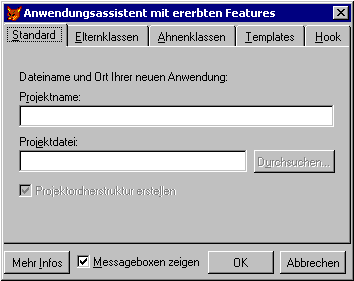 Anwendungsassistent mit ererbten Features
Standard Elternklassen Ahnenklassen Templates Hook
Dateiname und Ort Ihrer neuen Anwendung:
Projektname:
Projektdatei:
Durchsuchen...
Projektordnerstruktur erstellen
Mehr Infos Messageboxen zeigen OK Abbrechen